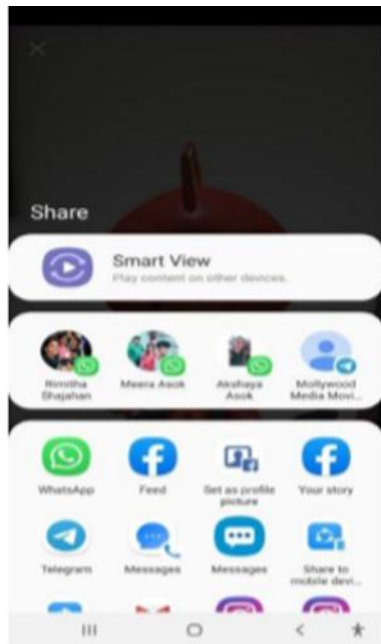 Share
Smart View
Play content on other devices.
Rimitha
Shajahan
Meera Asok
Akshaya
Asok
Mollywood
Media Movi...
WhatsApp
Feed
Set as profile
picture
Your story
Telegram
Messages
Messages
Share to
mobile devi...